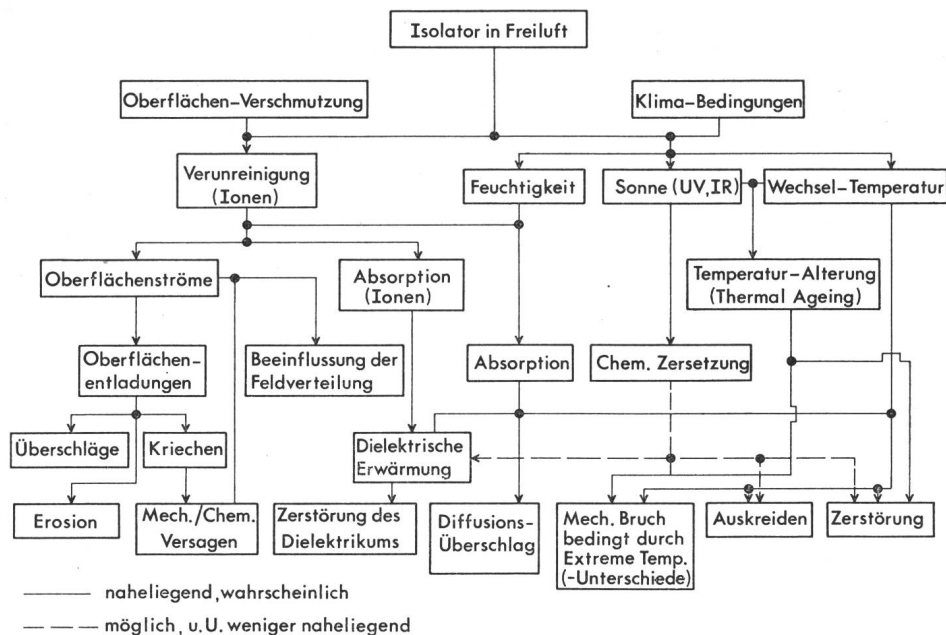 Isolator in Freiluft
Oberflächen-Verschmutzung
Klima-Bedingungen
Verunreinigung
(Ionen)
Feuchtigkeit
Sonne (UV,IR)
Wechsel-Temperatur
Oberflächenströme
Absorption
(Ionen)
Temperatur-Alterung
(Thermal Ageing)
Oberflächen-
entladungen
Beeinflussung der
Feldverteilung
Absorption
Chem. Zersetzung
Überschläge
Kriechen
Dielektrische
Erwärmung
Erosion
Mech./Chem.
Versagen
Zerstörung des
Dielektrikums
Diffusions-
Überschlag
Mech. Bruch
bedingt durch
Extreme Temp.
(-Unterschiede)
Auskreiden
Zerstörung
naheliegend, wahrscheinlich
möglich, u.U. weniger naheliegend